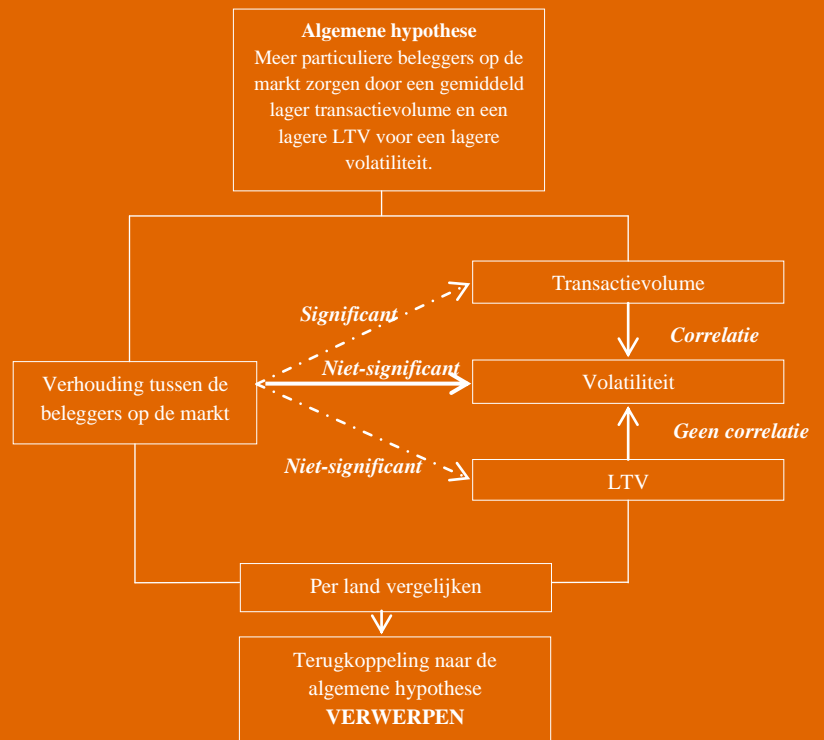 Algemene hypothese
Meer particuliere beleggers op de
markt zorgen door een gemiddeld
lager transactievolume en een
lagere LTV voor een lagere
volatiliteit.
Transactievolume
Significant
Correlatie
Verhouding tussen de
beleggers op de markt
Niet-significant
Volatiliteit
Geen correlatie
Niet-significant
LTV
Per land vergelijken
Terugkoppeling naar de
algemene hypothese
VERWERPEN